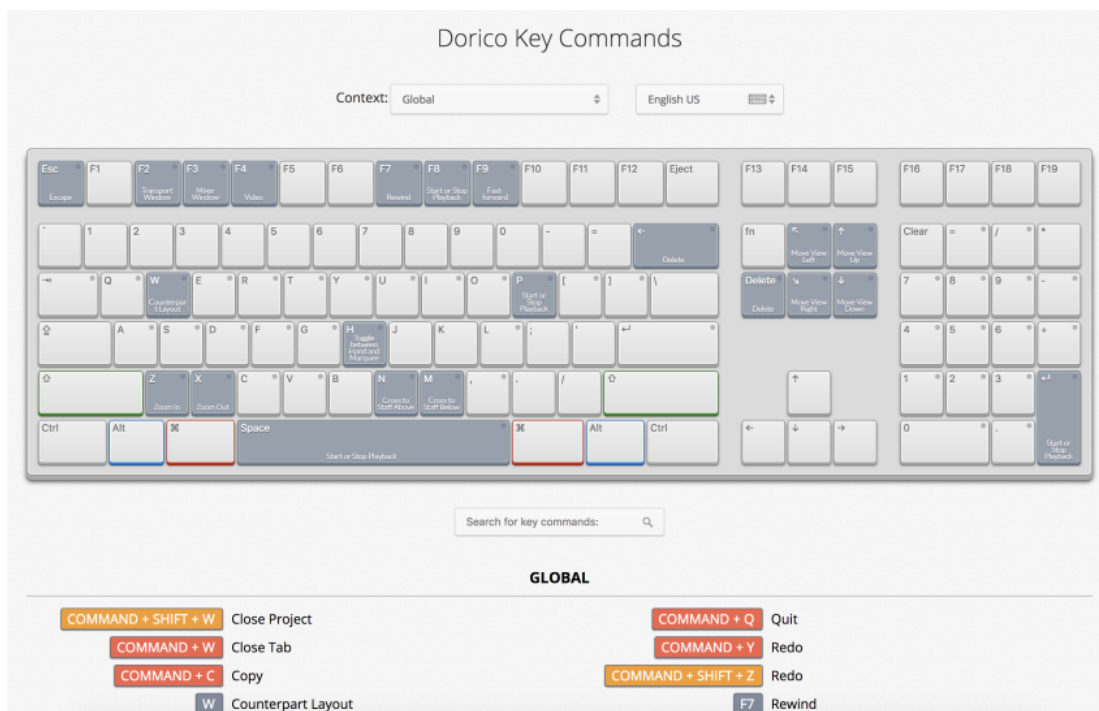 Dorico Key Commands
Context: Global English US
Esc F1 F2 F3 F4 F5 F6 F7 F8 F9 F10 F11 F12 Eject F13 F14 F15 F16 F17 F18 F19
Escape Transport Window Mixer Window Video Rewind Start or Stop Playback Fast-forward
` 1 2 3 4 5 6 7 8 9 0 - = ← fn ↖ ↑ Clear = / *
Delete Move View Left Move View Up
⇥ Q W E R T Y U I O P [ ] \ Delete ↘ ↓ 7 8 9 -
Counterpart Layout Start or Stop Playback Delete Move View Right Move View Down
⇪ A S D F G H J K L ; ' ↵ 4 5 6 +
Toggle between Hand and Marquee
⇧ Z X C V B N M , . / ⇧ ↑ 1 2 3 ↵
Zoom In Zoom Out Cross to Staff Above Cross to Staff Below
Ctrl Alt ⌘ Space ⌘ Alt Ctrl ← ↓ → 0 .
Start or Stop Playback Start or Stop Playback
Search for key commands:
GLOBAL
COMMAND + SHIFT + W Close Project COMMAND + Q Quit
COMMAND + W Close Tab COMMAND + Y Redo
COMMAND + C Copy COMMAND + SHIFT + Z Redo
W Counterpart Layout F7 Rewind